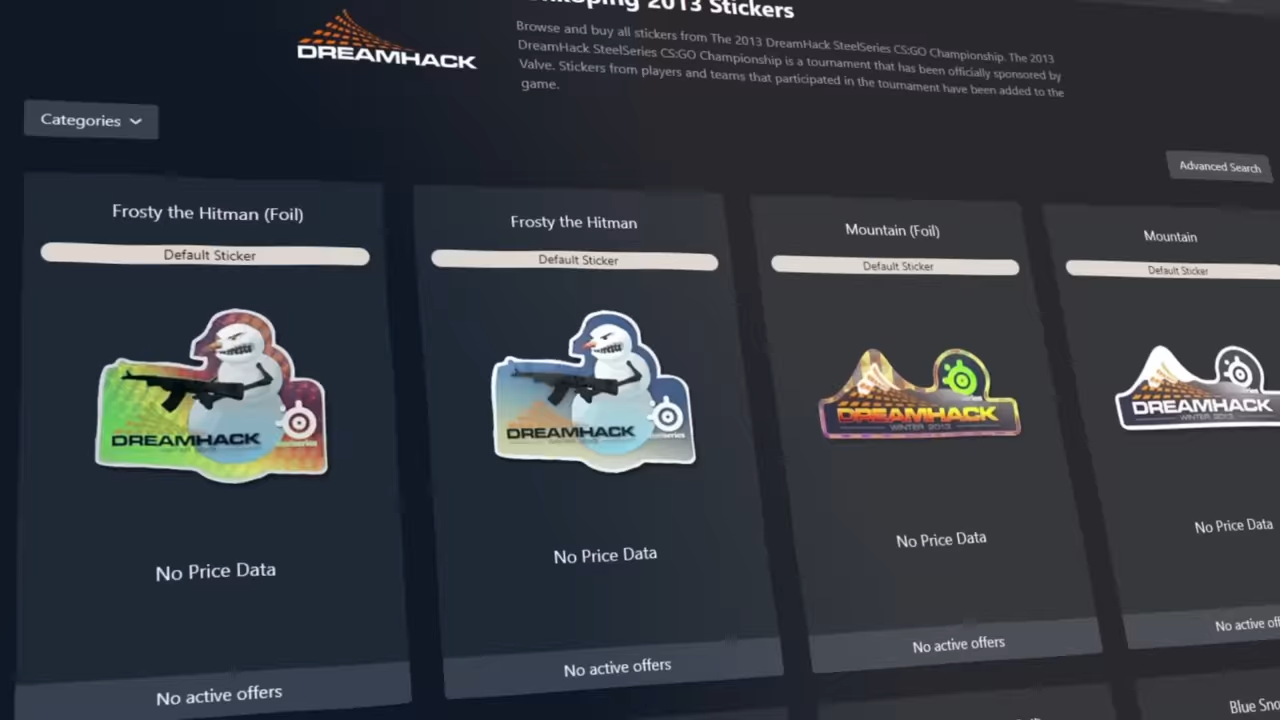 2013 Stickers
DREAMHACK
Browse and buy all stickers from The 2013 DreamHack SteelSeries CS:GO Championship. The 2013
DreamHack SteelSeries CS:GO Championship is a tournament that has been officially sponsored by
Valve. Stickers from players and teams that participated in the tournament have been added to the
game.
Categories
Advanced Search
Frosty the Hitman (Foil)
Frosty the Hitman
Mountain (Foil)
Mountain
Default Sticker
Default Sticker
Default Sticker
Default Sticker
DREAMHACK
DREAMHACK
DREAMHACK
WINTER 2013
DREAMHACK
WINTER 2013
No Price Data
No Price Data
No Price Data
No Price Data
No active offers
No active offers
No active offers
No active
Blue